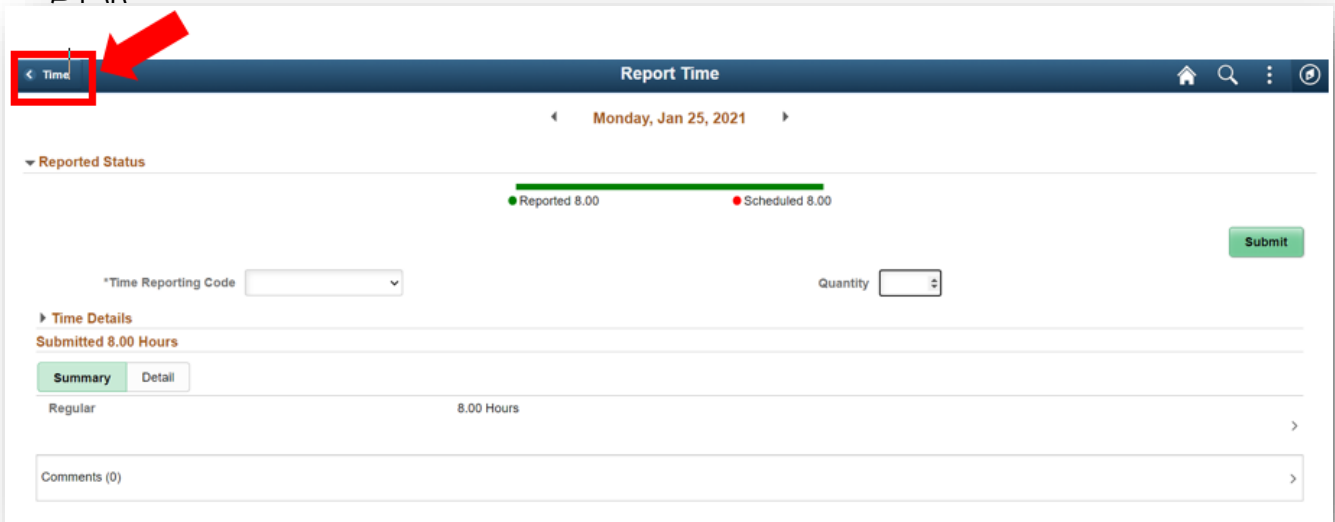 Time
Report Time
Monday, Jan 25, 2021
Reported Status
Reported 8.00
Scheduled 8.00
Submit
*Time Reporting Code
Quantity
Time Details
Submitted 8.00 Hours
Summary Detail
Regular 8.00 Hours
Comments (0)